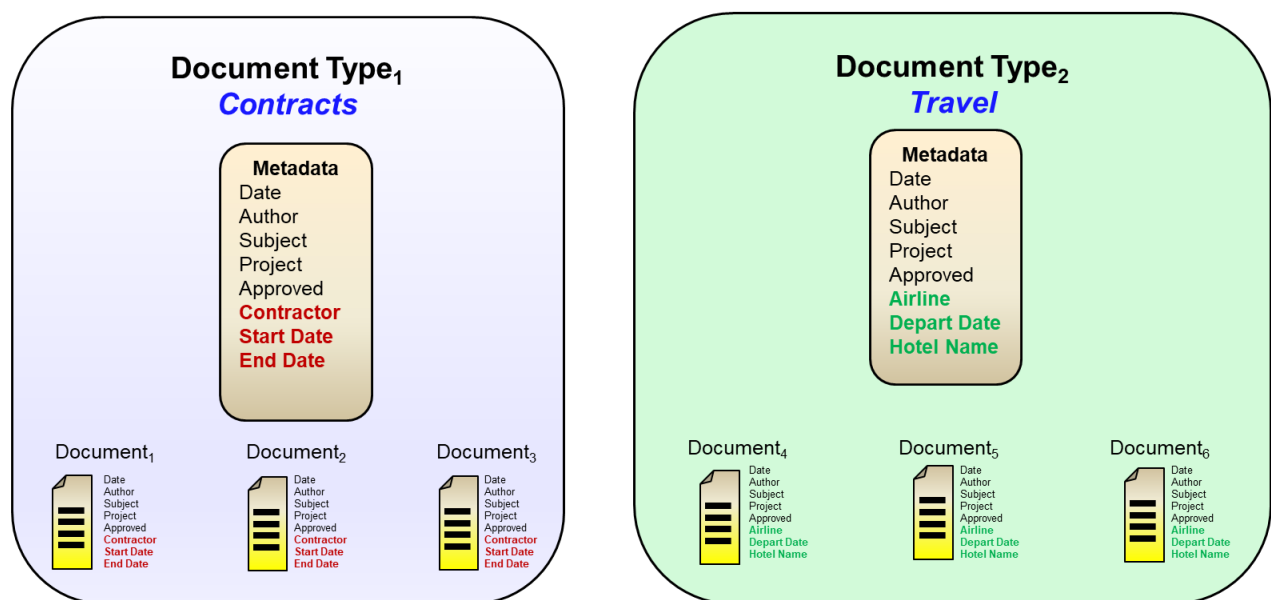 Document Type₁
Contracts
Metadata
Date
Author
Subject
Project
Approved
Contractor
Start Date
End Date
Document₁
Date
Author
Subject
Project
Approved
Contractor
Start Date
End Date
Document₂
Date
Author
Subject
Project
Approved
Contractor
Start Date
End Date
Document₃
Date
Author
Subject
Project
Approved
Contractor
Start Date
End Date
Document Type₂
Travel
Metadata
Date
Author
Subject
Project
Approved
Airline
Depart Date
Hotel Name
Document₄
Date
Author
Subject
Project
Approved
Airline
Depart Date
Hotel Name
Document₅
Date
Author
Subject
Project
Approved
Airline
Depart Date
Hotel Name
Document₆
Date
Author
Subject
Project
Approved
Airline
Depart Date
Hotel Name